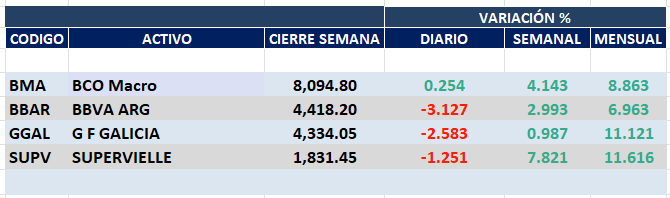 VARIACIÓN %
CODIGO ACTIVO CIERRE SEMANA DIARIO SEMANAL MENSUAL
BMA BCO Macro 8,094.80 0.254 4.143 8.863
BBAR BBVA ARG 4,418.20 -3.127 2.993 6.963
GGAL G F GALICIA 4,334.05 -2.583 0.987 11.121
SUPV SUPERVIELLE 1,831.45 -1.251 7.821 11.616